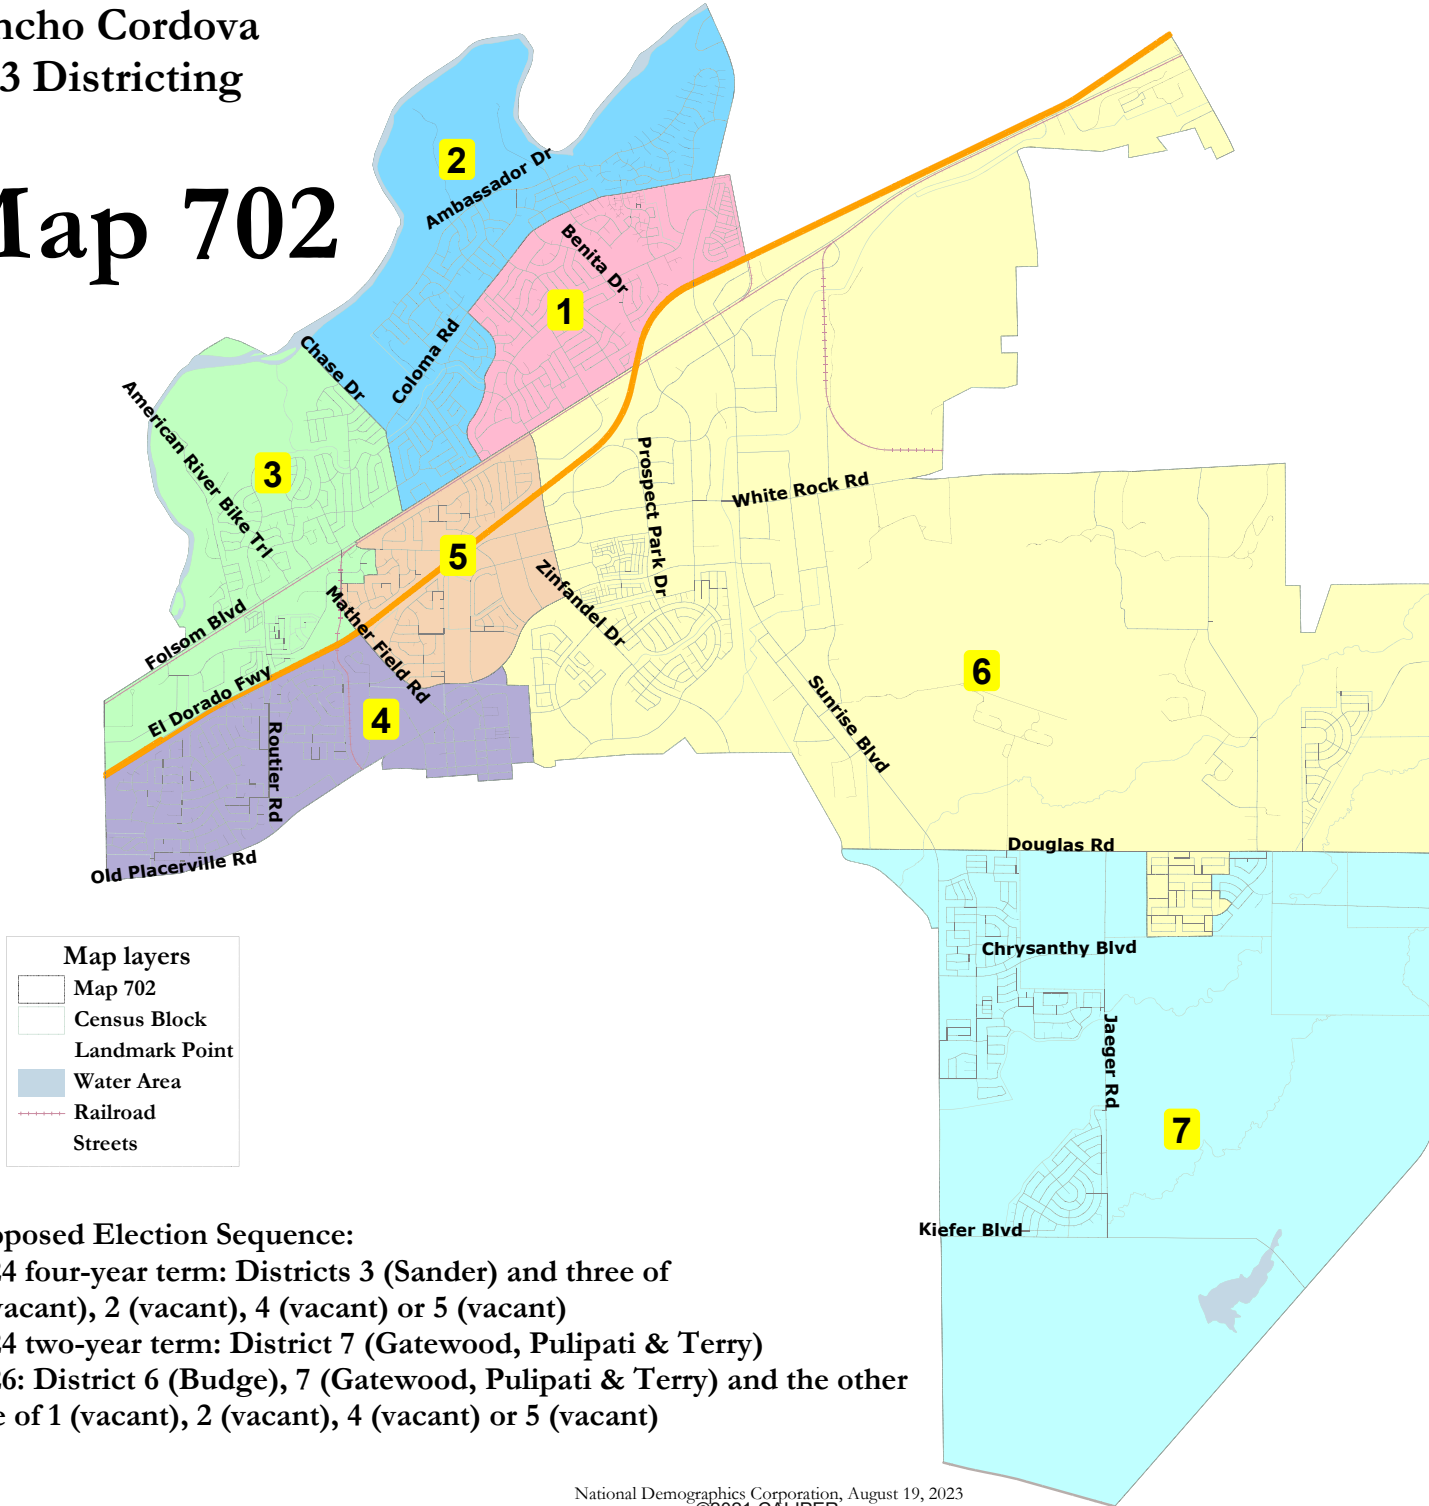 ncho Cordova
3 Districting
Map 702
2
Ambassador Dr
Benita Dr
1
Chase Dr
Coloma Rd
American River Bike Trl
3
Prospect Park Dr
White Rock Rd
5
Zinfandel Dr
Mather Field Rd
Folsom Blvd
El Dorado Fwy
6
Sunrise Blvd
4
Routier Rd
Old Placerville Rd
Douglas Rd
Chrysanthy Blvd
Jaeger Rd
7
Kiefer Blvd
Map layers
Map 702
Census Block
Landmark Point
Water Area
Railroad
Streets
posed Election Sequence:
4 four-year term: Districts 3 (Sander) and three of
vacant), 2 (vacant), 4 (vacant) or 5 (vacant)
4 two-year term: District 7 (Gatewood, Pulipati & Terry)
6: District 6 (Budge), 7 (Gatewood, Pulipati & Terry) and the other
e of 1 (vacant), 2 (vacant), 4 (vacant) or 5 (vacant)
National Demographics Corporation, August 19, 2023
©2021 CALIPER